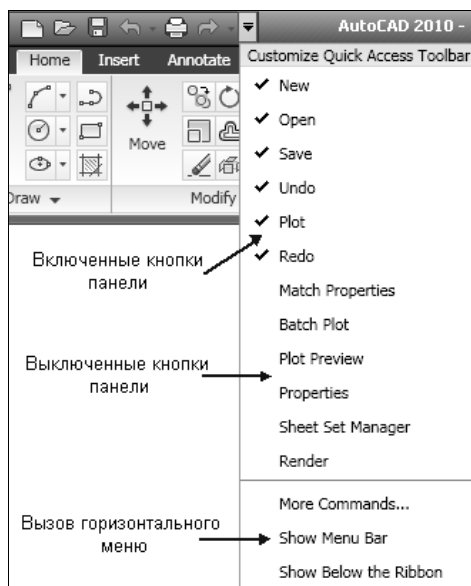 AutoCAD 2010 -
Home Insert Annotate
Customize Quick Access Toolbar
New
Open
Save
Undo
Plot
Redo
Match Properties
Batch Plot
Plot Preview
Properties
Sheet Set Manager
Render
More Commands...
Show Menu Bar
Show Below the Ribbon
Move
Draw Modify
Включенные кнопки
панели
Выключенные кнопки
панели
Вызов горизонтального
меню